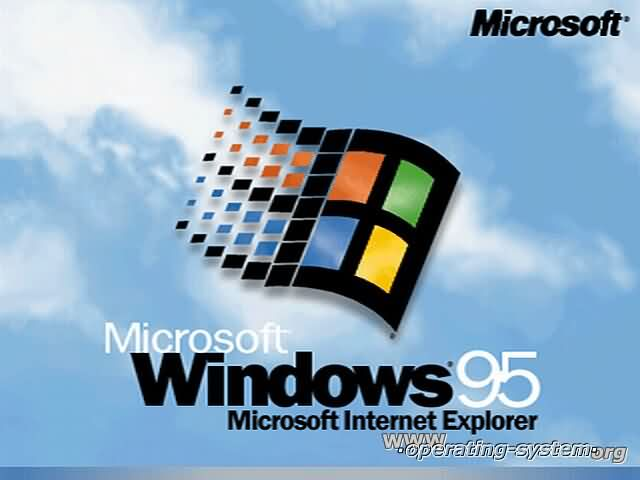 Microsoft®
Microsoft
Windows® 95
Microsoft Internet Explorer
www
.operating-system.
org